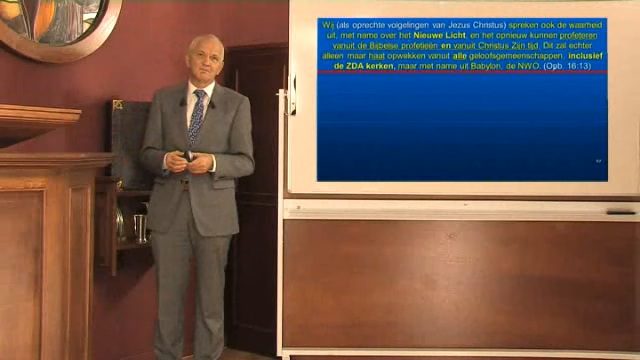 Wij (als oprechte volgelingen van Jezus Christus) spreken ook de waarheid
uit, met name over het Nieuwe Licht, en het opnieuw kunnen profeteren
vanuit de Bijbelse profetieën en vanuit Christus Zijn tijd. Dit zal echter
alleen maar haat opwekken vanuit alle geloofsgemeenschappen, inclusief
de ZDA kerken, maar met name uit Babylon, de NWO. (Opb. 16:13)